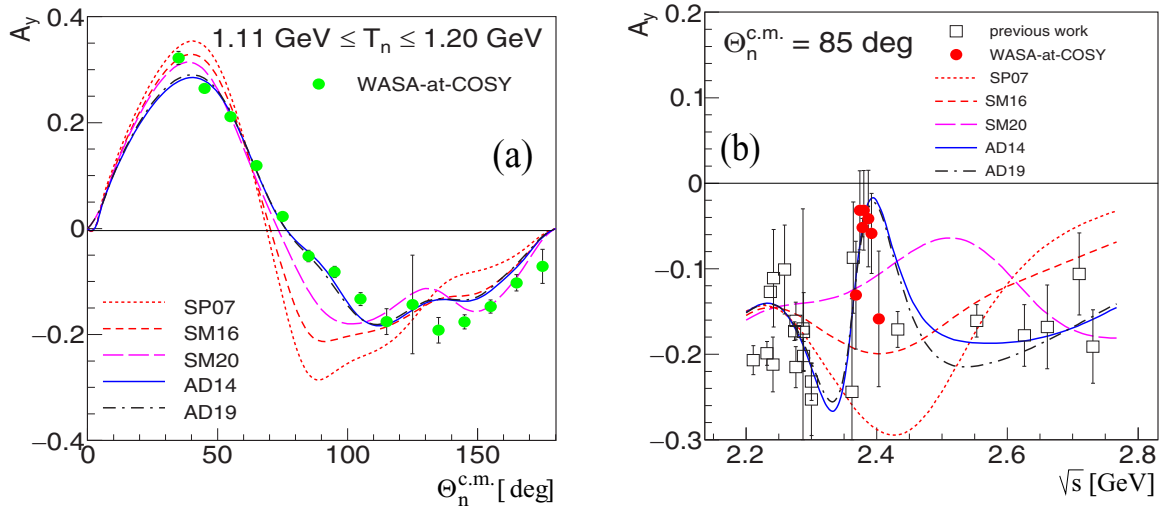 A_y
1.11 GeV ≤ T_n ≤ 1.20 GeV
WASA-at-COSY
(a)
0.4
0.2
0
−0.2
−0.4
SP07
SM16
SM20
AD14
AD19
0 50 100 150
Θ_n^{c.m.} [deg]
A_y
Θ_n^{c.m.} = 85 deg
previous work
WASA-at-COSY
SP07
SM16
SM20
AD14
AD19
(b)
0.2
0.1
0
−0.1
−0.2
−0.3
2.2 2.4 2.6 2.8
√s [GeV]